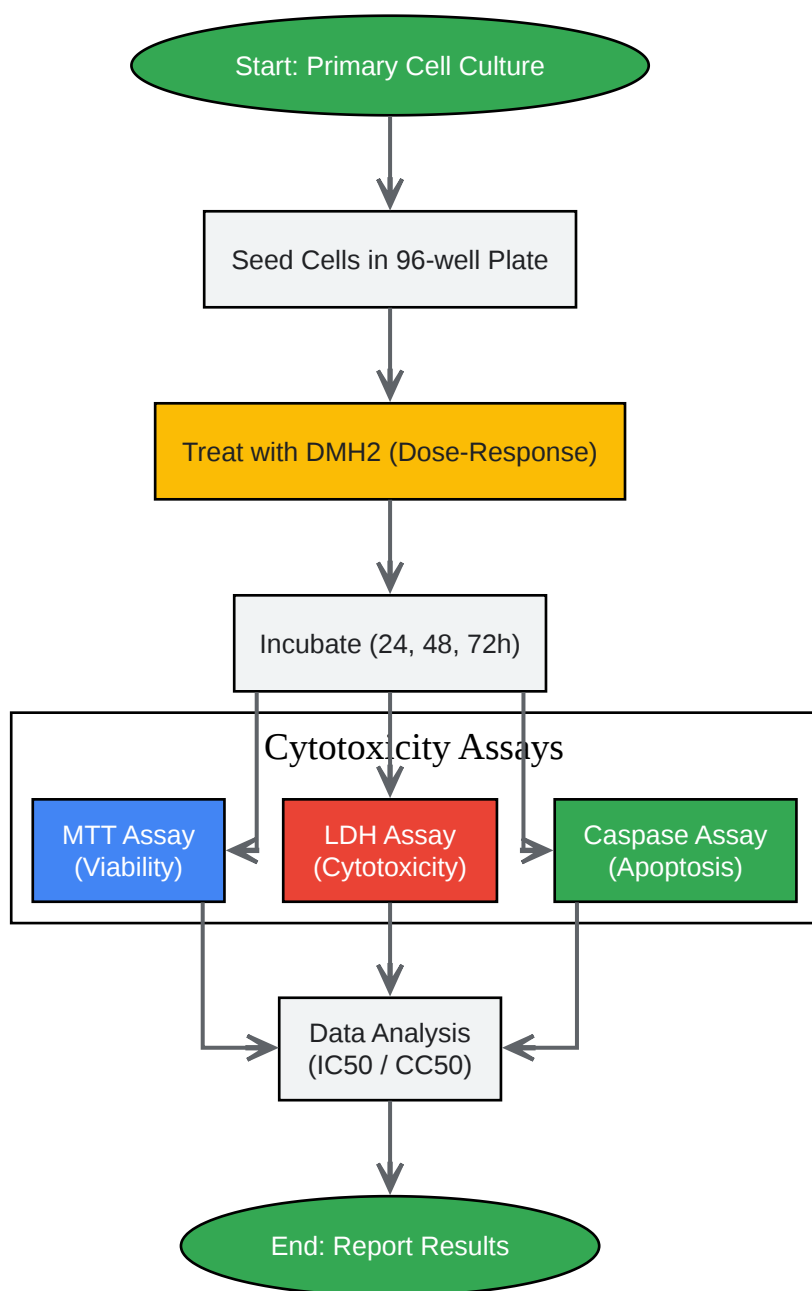 Start: Primary Cell Culture
Seed Cells in 96-well Plate
Treat with DMH2 (Dose-Response)
Incubate (24, 48, 72h)
Cytotoxicity Assays
MTT Assay
(Viability)
LDH Assay
(Cytotoxicity)
Caspase Assay
(Apoptosis)
Data Analysis
(IC50 / CC50)
End: Report Results